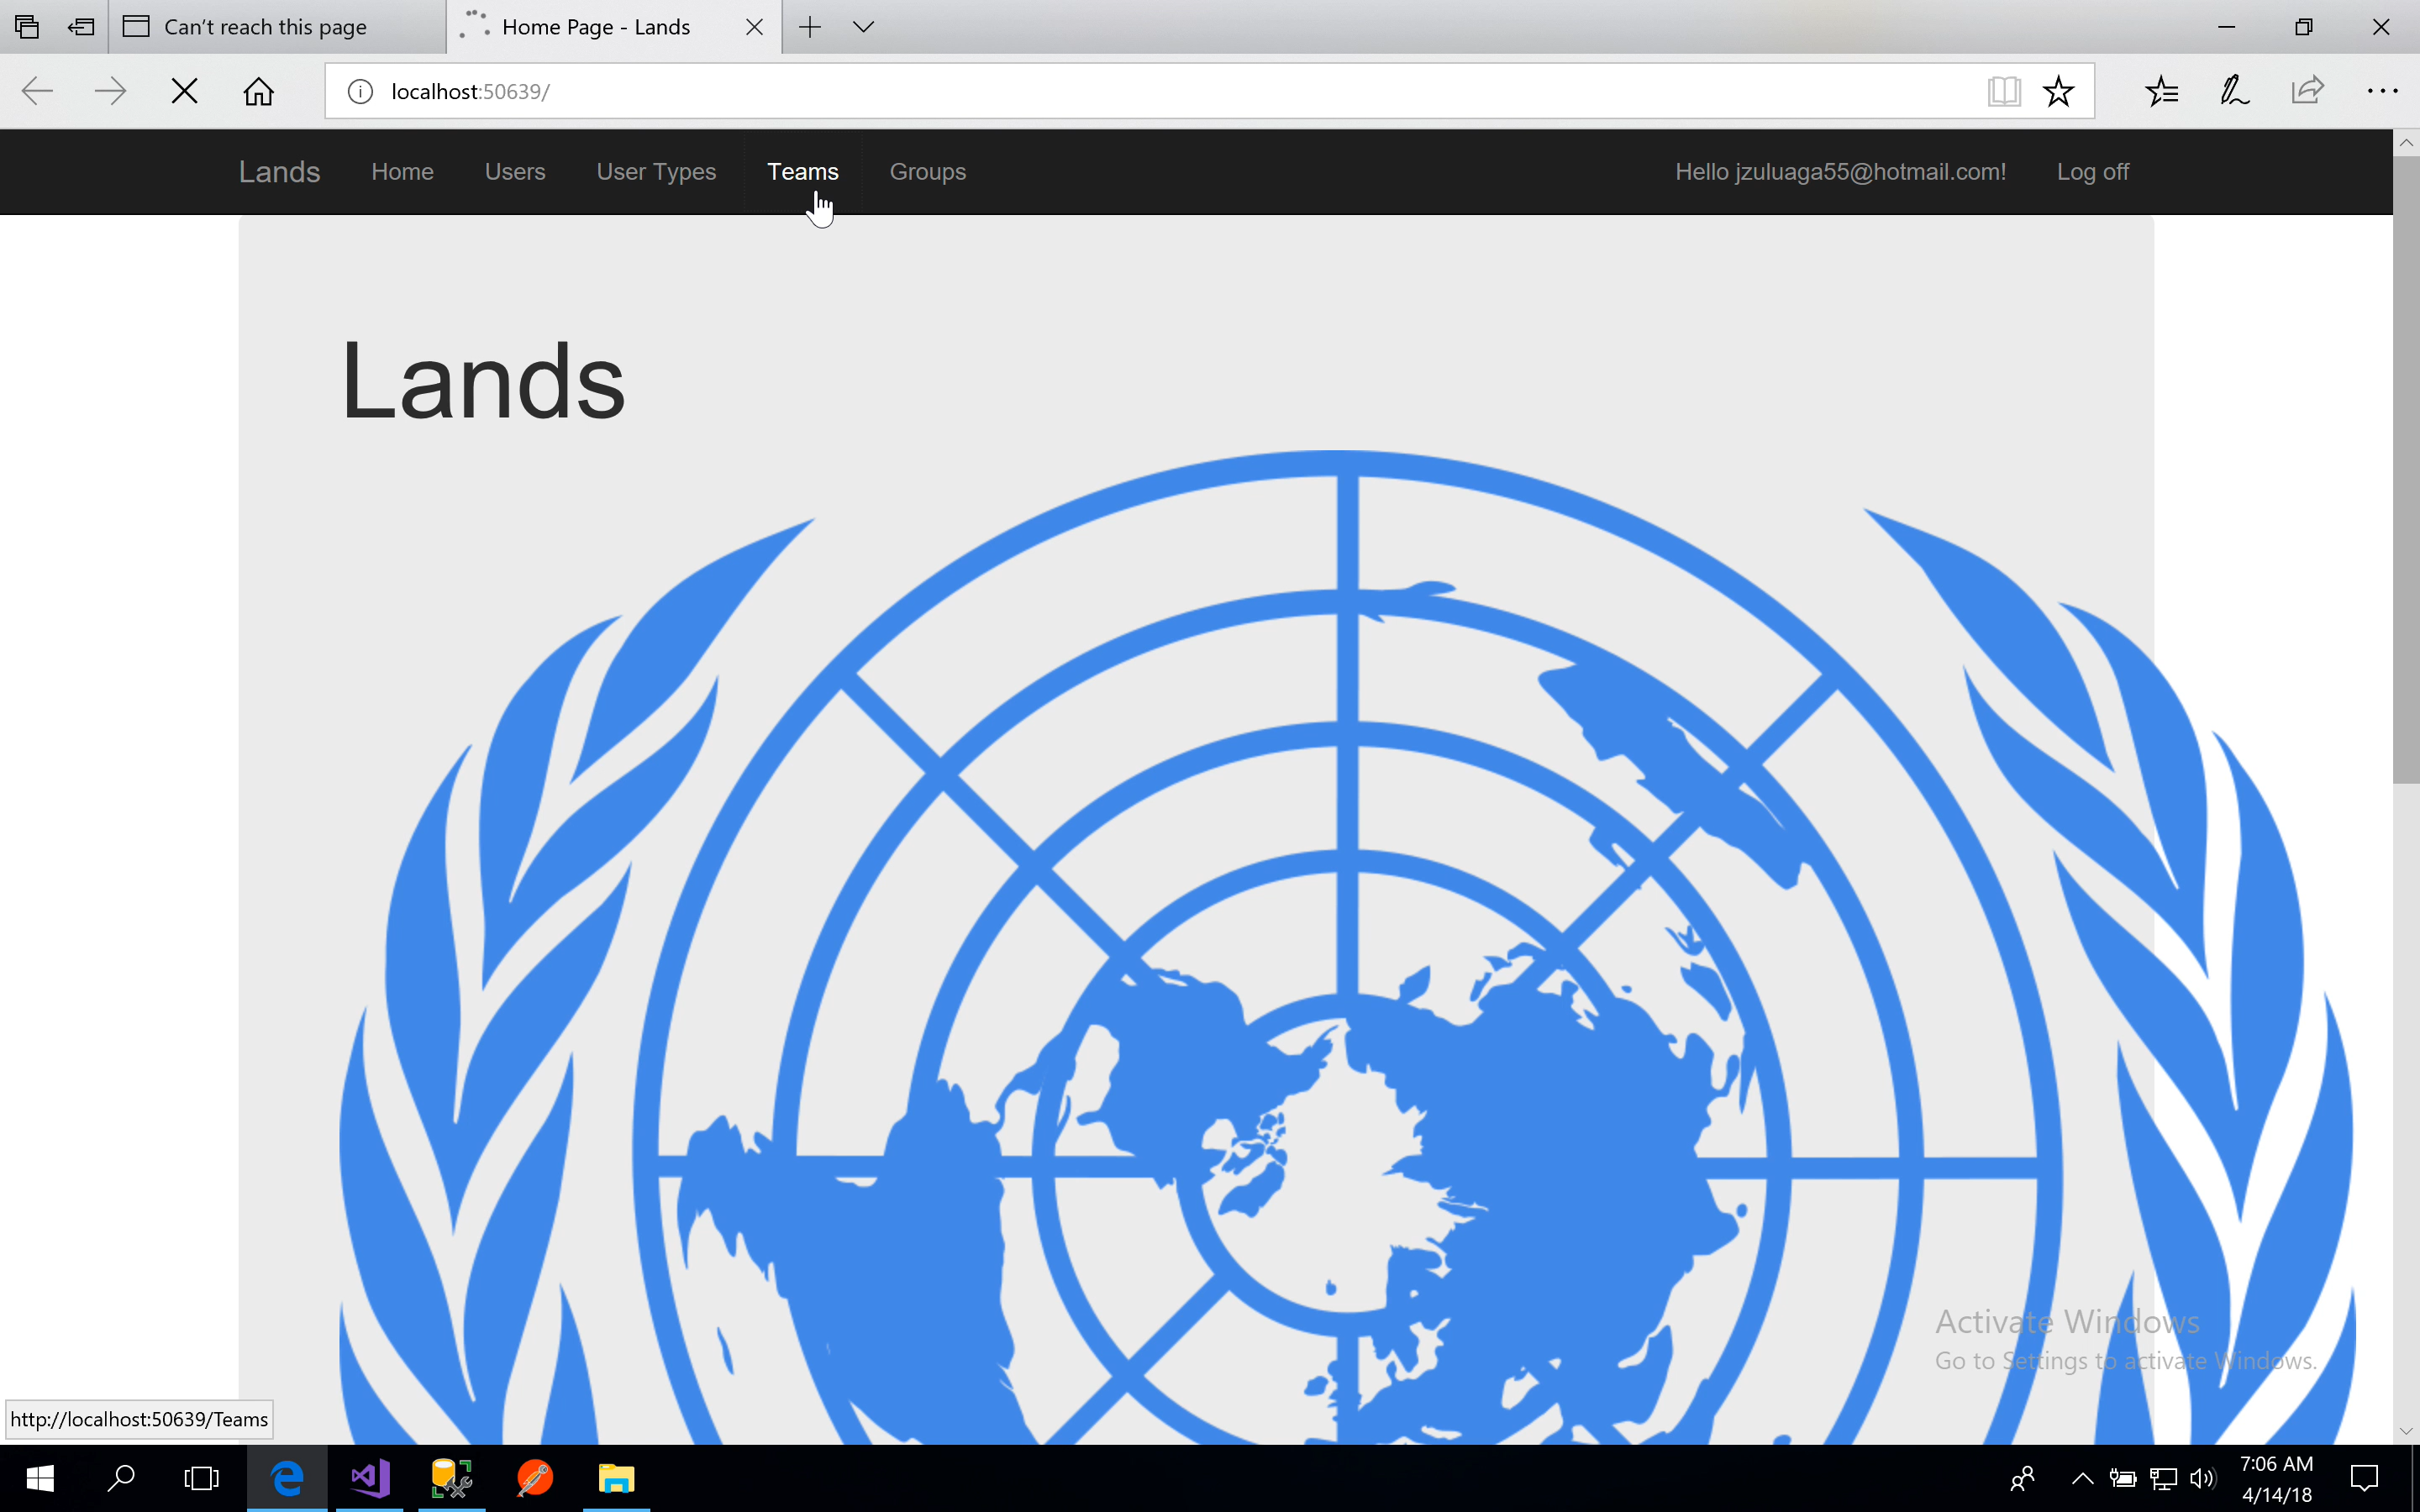 Can't reach this page
Home Page - Lands
localhost:50639/
Lands
Home
Users
User Types
Teams
Groups
Hello jzuluaga55@hotmail.com!
Log off
Lands
Activate Windows
Go to Settings to activate Windows.
http://localhost:50639/Teams
7:06 AM
4/14/18